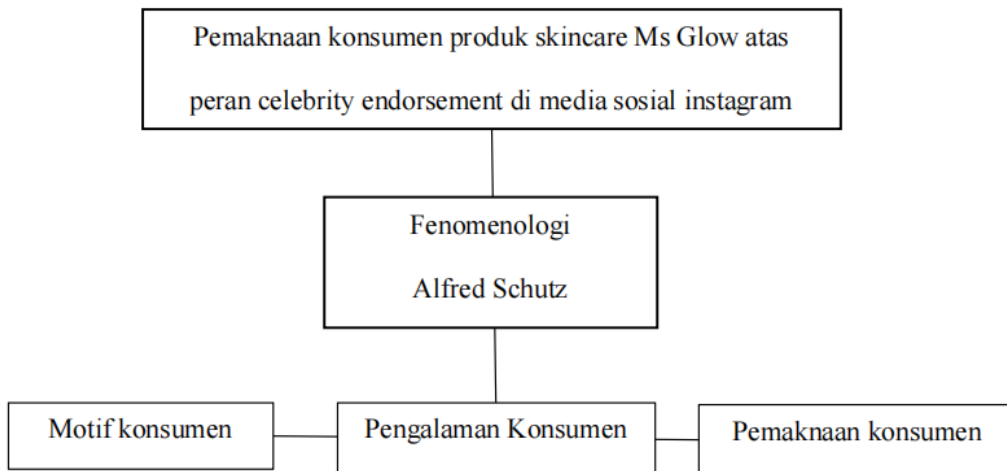 Pemaknaan konsumen produk skincare Ms Glow atas
peran celebrity endorsement di media sosial instagram
Fenomenologi
Alfred Schutz
Motif konsumen
Pengalaman Konsumen
Pemaknaan konsumen